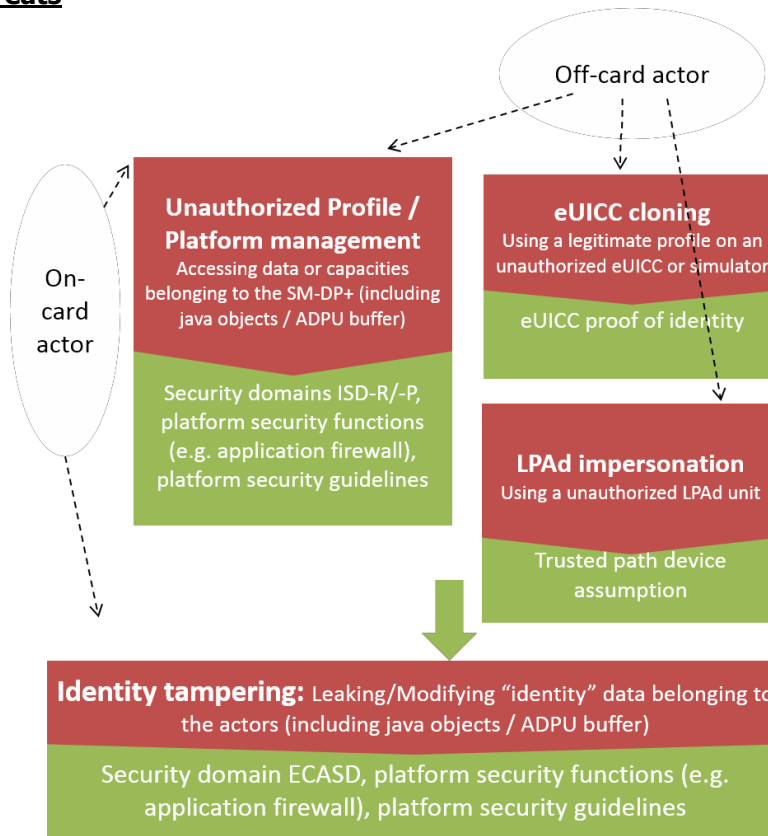 Off-card actor
On-
card
actor
Unauthorized Profile /
Platform management
Accessing data or capacities
belonging to the SM-DP+ (including
java objects / ADPU buffer)
Security domains ISD-R/-P,
platform security functions
(e.g. application firewall),
platform security guidelines
eUICC cloning
Using a legitimate profile on an
unauthorized eUICC or simulator
eUICC proof of identity
LPAd impersonation
Using a unauthorized LPAd unit
Trusted path device
assumption
Identity tampering: Leaking/Modifying “identity” data belonging to
the actors (including java objects / ADPU buffer)
Security domain ECASD, platform security functions (e.g.
application firewall), platform security guidelines